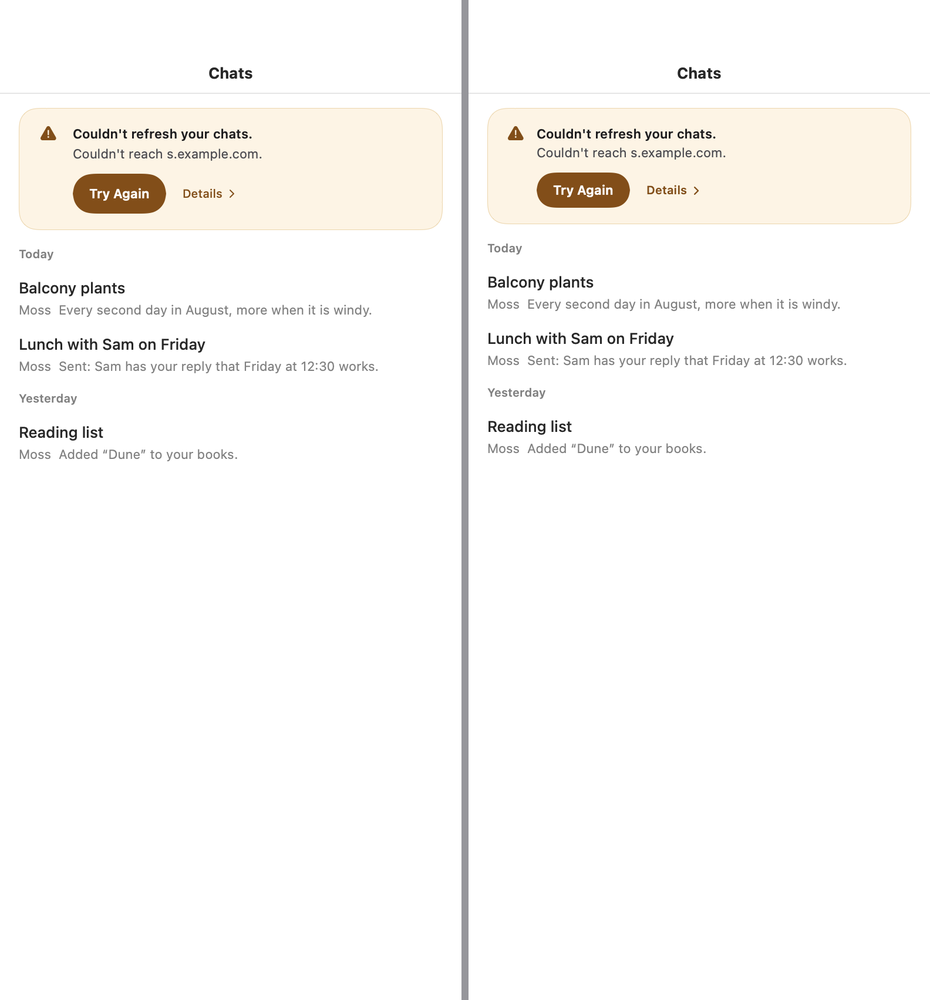 Chats
Couldn't refresh your chats.
Couldn't reach s.example.com.
Try Again
Details
Today
Balcony plants
Moss Every second day in August, more when it is windy.
Lunch with Sam on Friday
Moss Sent: Sam has your reply that Friday at 12:30 works.
Yesterday
Reading list
Moss Added “Dune” to your books.
Chats
Couldn't refresh your chats.
Couldn't reach s.example.com.
Try Again
Details
Today
Balcony plants
Moss Every second day in August, more when it is windy.
Lunch with Sam on Friday
Moss Sent: Sam has your reply that Friday at 12:30 works.
Yesterday
Reading list
Moss Added “Dune” to your books.